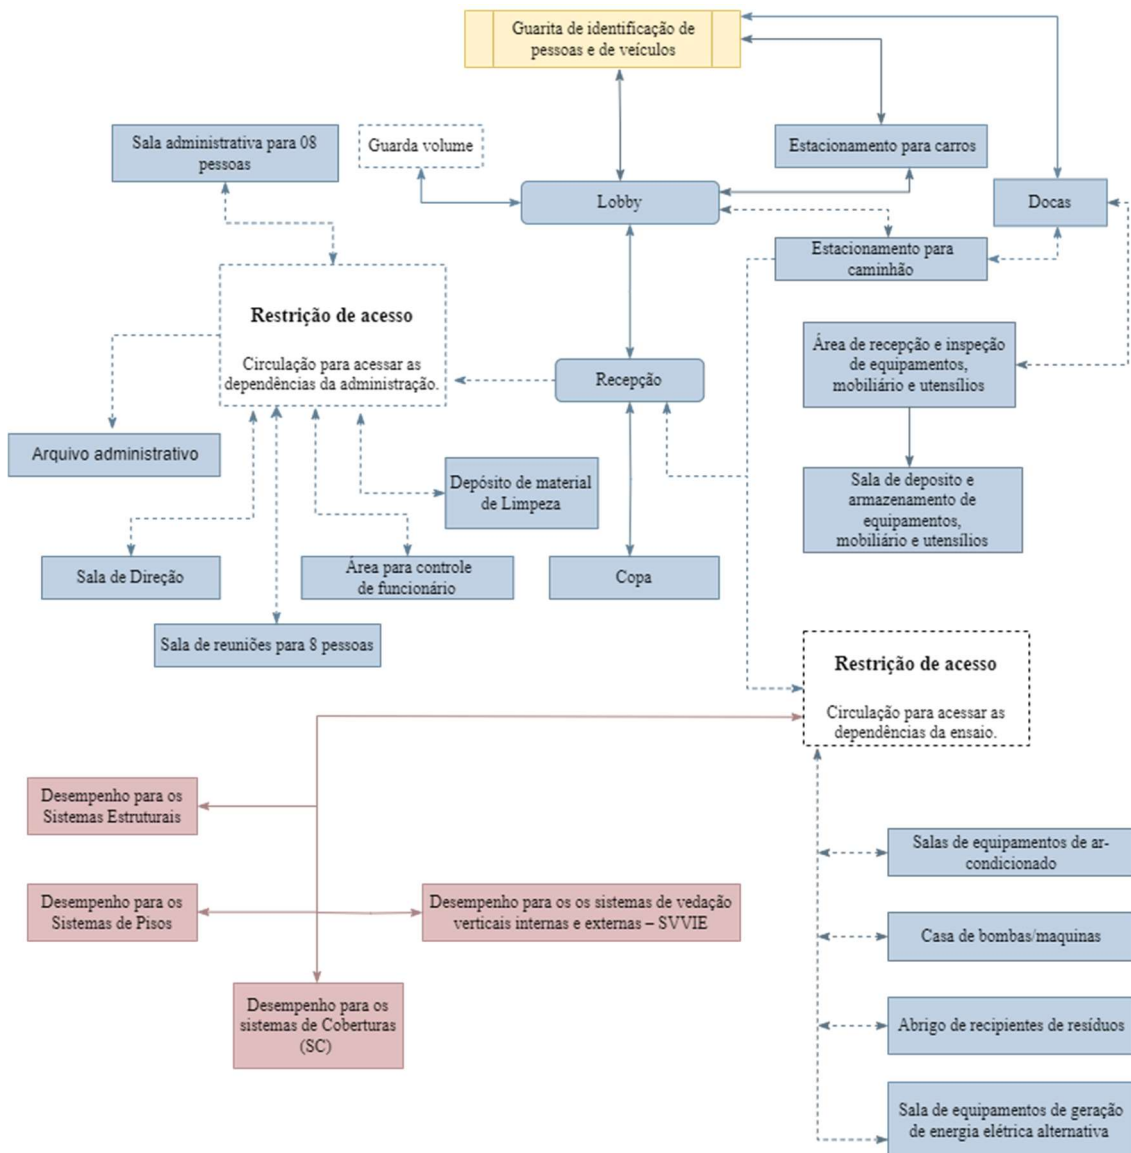 Guarita de identificação de
pessoas e de veículos
Sala administrativa para 08
pessoas
Guarda volume
Estacionamento para carros
Lobby
Docas
Estacionamento para
caminhão
Restrição de acesso
Circulação para acessar as
dependências da administração.
Área de recepção e inspeção
de equipamentos,
mobiliário e utensílios
Recepção
Arquivo administrativo
Depósito de material
de Limpeza
Sala de deposito e
armazenamento de
equipamentos,
mobiliário e utensílios
Sala de Direção
Área para controle
de funcionário
Copa
Sala de reuniões para 8 pessoas
Restrição de acesso
Circulação para acessar as
dependências da ensaio.
Desempenho para os
Sistemas Estruturais
Salas de equipamentos de ar-
condicionado
Desempenho para os
Sistemas de Pisos
Desempenho para os os sistemas de vedação
verticais internas e externas – SVVIE
Casa de bombas/maquinas
Desempenho para os
sistemas de Coberturas
(SC)
Abrigo de recipientes de resíduos
Sala de equipamentos de geração
de energia elétrica alternativa